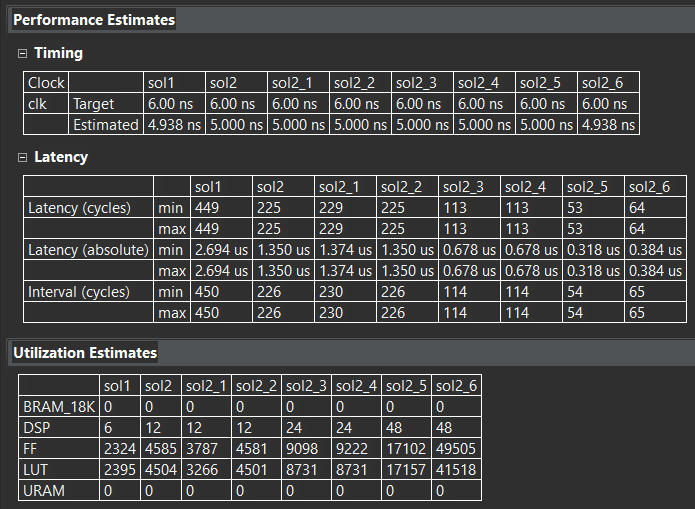 Performance Estimates
Timing
Clock sol1 sol2 sol2_1 sol2_2 sol2_3 sol2_4 sol2_5 sol2_6
clk Target 6.00 ns 6.00 ns 6.00 ns 6.00 ns 6.00 ns 6.00 ns 6.00 ns 6.00 ns
Estimated 4.938 ns 5.000 ns 5.000 ns 5.000 ns 5.000 ns 5.000 ns 5.000 ns 4.938 ns
Latency
sol1 sol2 sol2_1 sol2_2 sol2_3 sol2_4 sol2_5 sol2_6
Latency (cycles) min 449 225 229 225 113 113 53 64
max 449 225 229 225 113 113 53 64
Latency (absolute) min 2.694 us 1.350 us 1.374 us 1.350 us 0.678 us 0.678 us 0.318 us 0.384 us
max 2.694 us 1.350 us 1.374 us 1.350 us 0.678 us 0.678 us 0.318 us 0.384 us
Interval (cycles) min 450 226 230 226 114 114 54 65
max 450 226 230 226 114 114 54 65
Utilization Estimates
sol1 sol2 sol2_1 sol2_2 sol2_3 sol2_4 sol2_5 sol2_6
BRAM_18K 0 0 0 0 0 0 0 0
DSP 6 12 12 12 24 24 48 48
FF 2324 4585 3787 4581 9098 9222 17102 49505
LUT 2395 4504 3266 4501 8731 8731 17157 41518
URAM 0 0 0 0 0 0 0 0